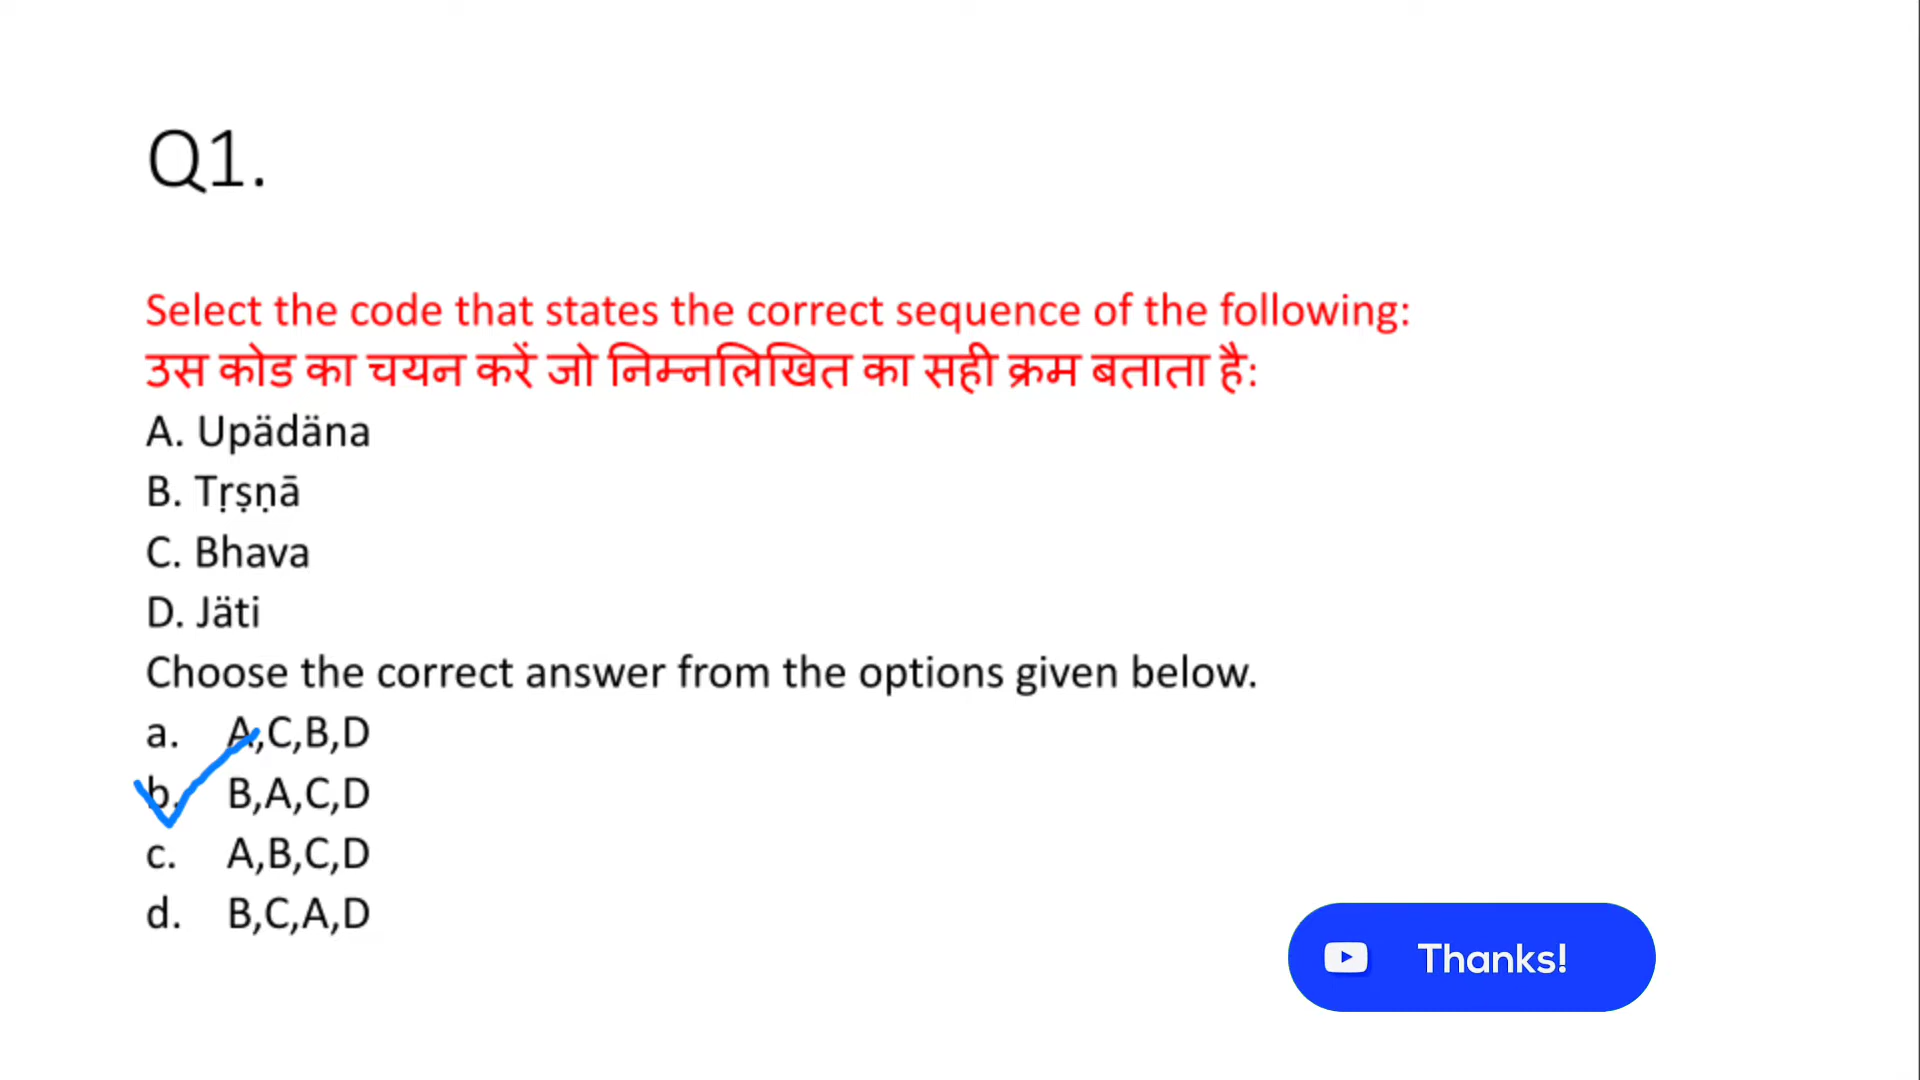 Q1.
Select the code that states the correct sequence of the following:
उस कोड का चयन करें जो निम्नलिखित का सही क्रम बताता है:
A. Upädäna
B. Tṛṣṇā
C. Bhava
D. Jäti
Choose the correct answer from the options given below.
a. A,C,B,D
b. B,A,C,D
c. A,B,C,D
d. B,C,A,D
Thanks!